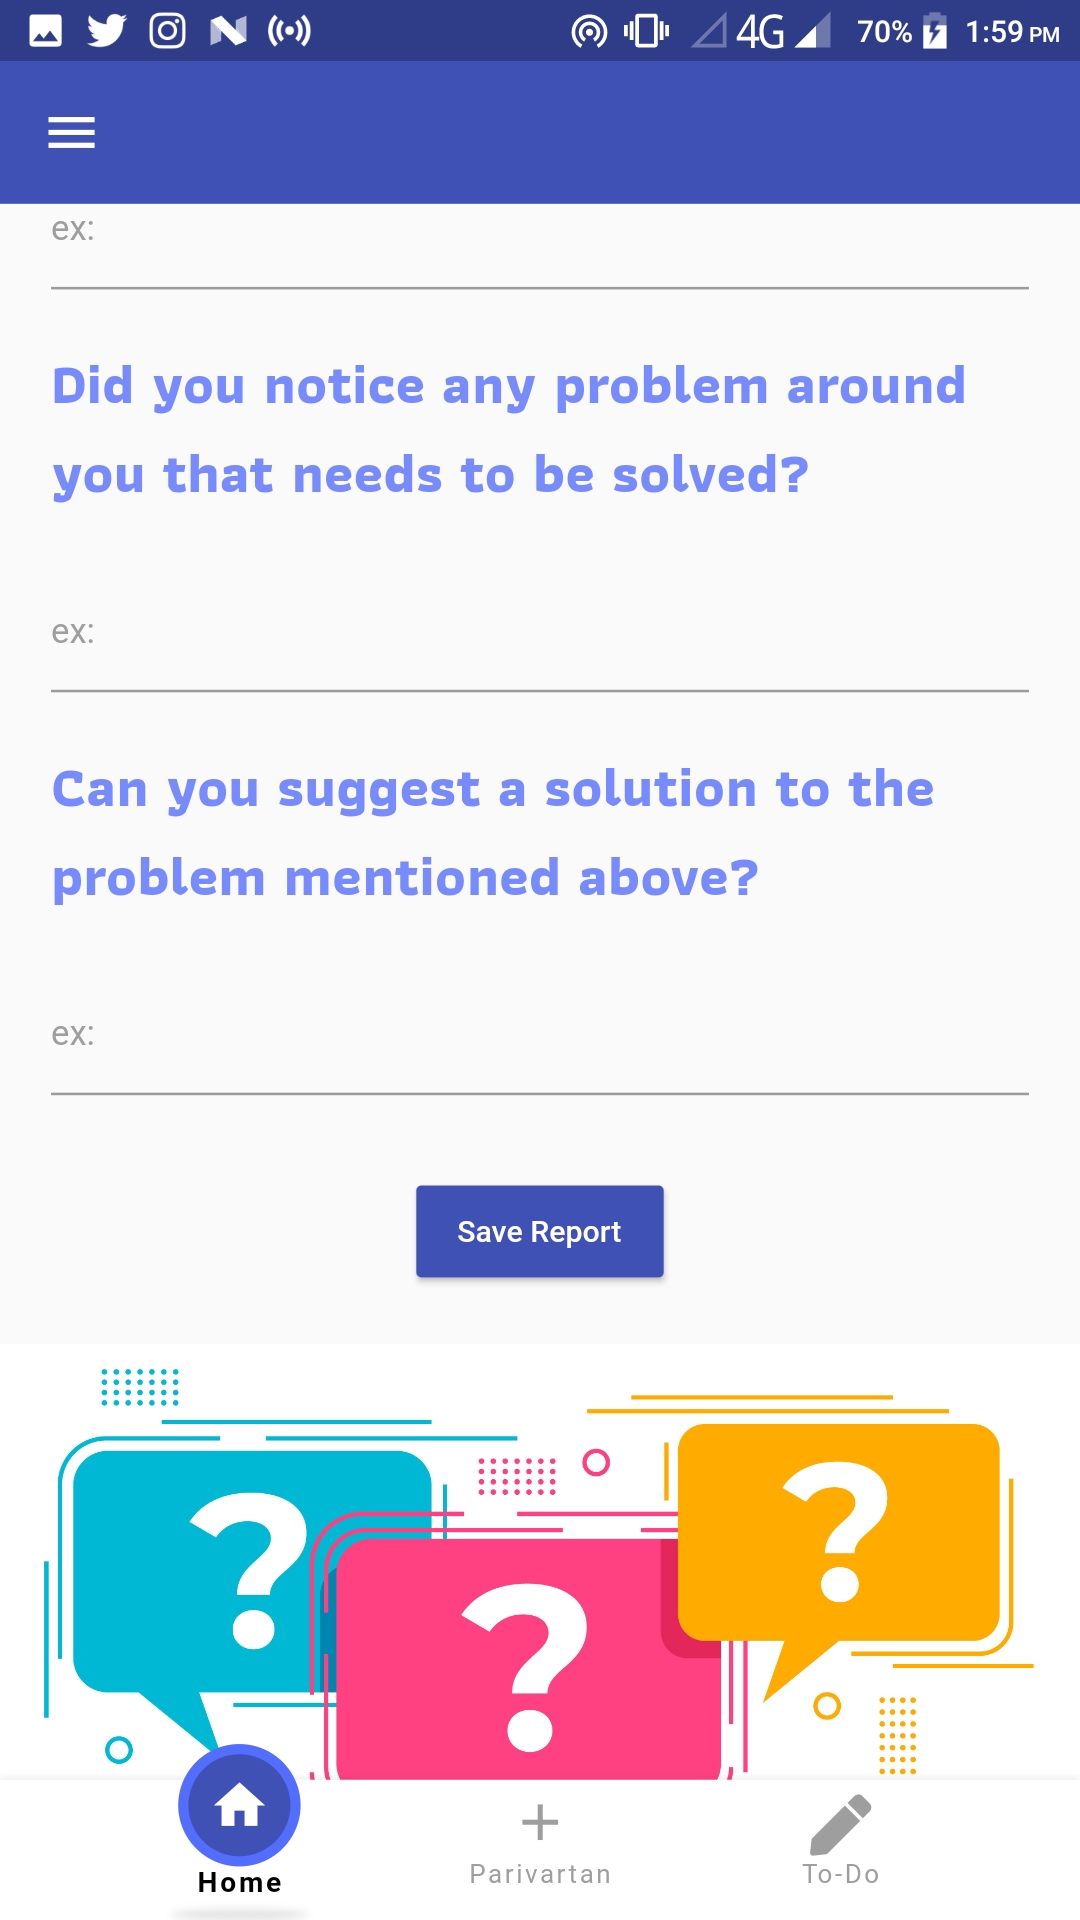 4G 70% 1:59 PM
ex:
Did you notice any problem around
you that needs to be solved?
ex:
Can you suggest a solution to the
problem mentioned above?
ex:
Save Report
? ? ?
Home Parivartan To-Do